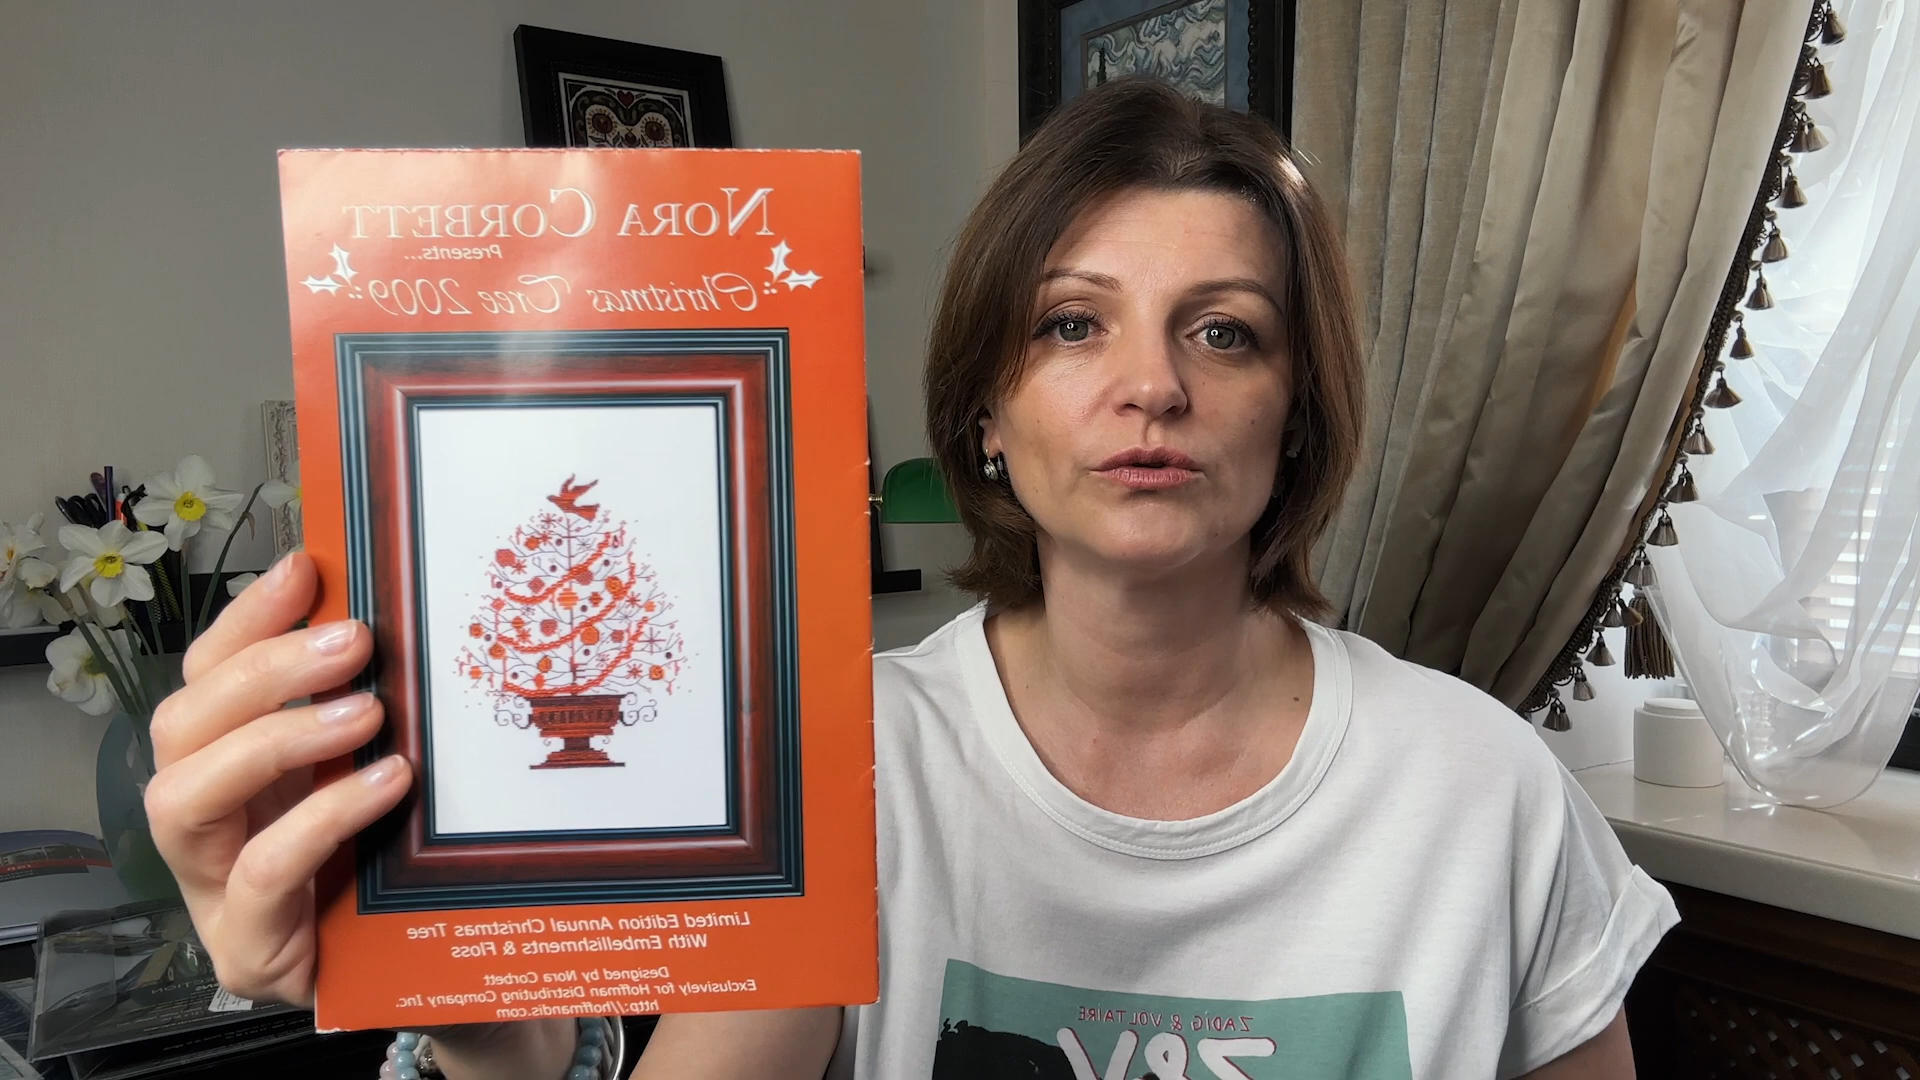 NORA CORBETT
Presents...
Christmas Tree 2009
Limited Edition Annual Christmas Tree
With Embellishments & Floss
Designed by Nora Corbett
Exclusively for Hoffman Distributing Company Inc.
http://hoffmandis.com
ZADIG & VOLTAIRE
Z&V